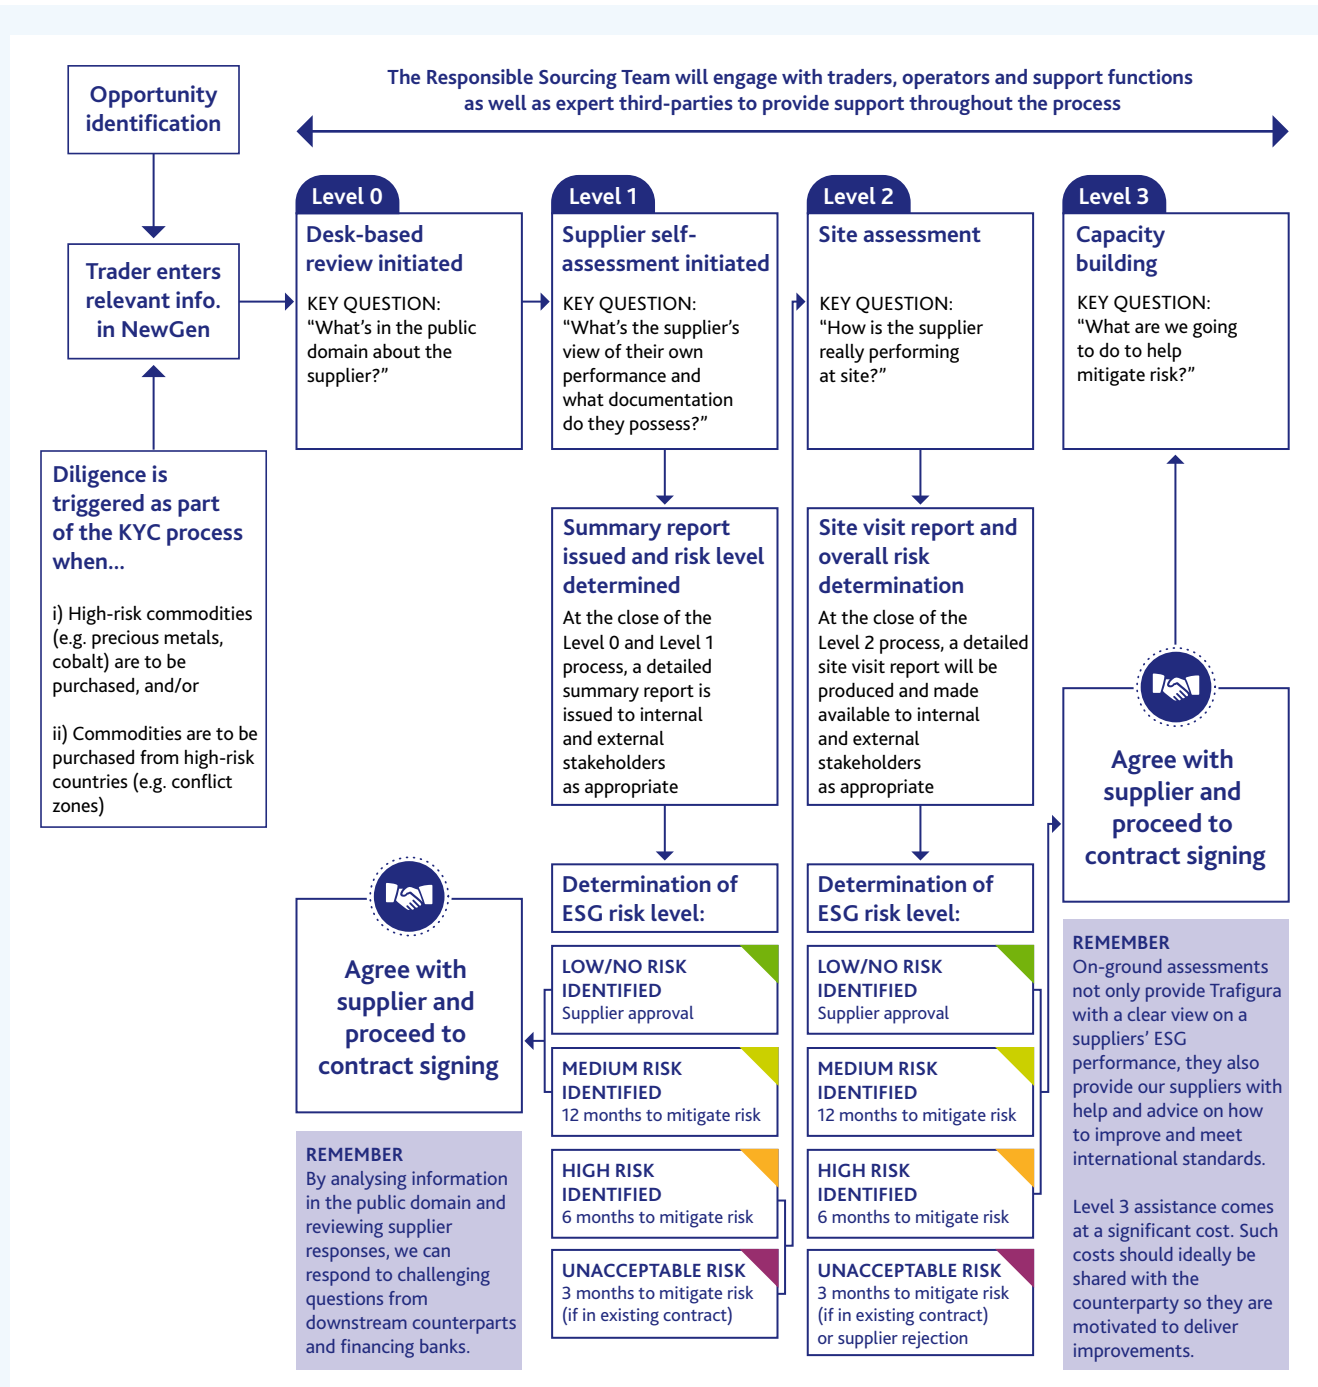 The Responsible Sourcing Team will engage with traders, operators and support functions
as well as expert third-parties to provide support throughout the process
Opportunity
identification
Trader enters
relevant info.
in NewGen
Diligence is
triggered as part
of the KYC process
when...
i) High-risk commodities
(e.g. precious metals,
cobalt) are to be
purchased, and/or
ii) Commodities are to be
purchased from high-risk
countries (e.g. conflict
zones)
Level 0
Desk-based
review initiated
KEY QUESTION:
“What’s in the public
domain about the
supplier?”
Level 1
Supplier self-
assessment initiated
KEY QUESTION:
“What’s the supplier’s
view of their own
performance and
what documentation
do they possess?”
Level 2
Site assessment
KEY QUESTION:
“How is the supplier
really performing
at site?”
Level 3
Capacity
building
KEY QUESTION:
“What are we going
to do to help
mitigate risk?”
Summary report
issued and risk level
determined
At the close of the
Level 0 and Level 1
process, a detailed
summary report is
issued to internal
and external
stakeholders
as appropriate
Site visit report and
overall risk
determination
At the close of the
Level 2 process, a detailed
site visit report will be
produced and made
available to internal
and external
stakeholders
as appropriate
Agree with
supplier and
proceed to
contract signing
Agree with
supplier and
proceed to
contract signing
REMEMBER
By analysing information
in the public domain and
reviewing supplier
responses, we can
respond to challenging
questions from
downstream counterparts
and financing banks.
Determination of
ESG risk level:
LOW/NO RISK
IDENTIFIED
Supplier approval
MEDIUM RISK
IDENTIFIED
12 months to mitigate risk
HIGH RISK
IDENTIFIED
6 months to mitigate risk
UNACCEPTABLE RISK
3 months to mitigate risk
(if in existing contract)
Determination of
ESG risk level:
LOW/NO RISK
IDENTIFIED
Supplier approval
MEDIUM RISK
IDENTIFIED
12 months to mitigate risk
HIGH RISK
IDENTIFIED
6 months to mitigate risk
UNACCEPTABLE RISK
3 months to mitigate risk
(if in existing contract)
or supplier rejection
REMEMBER
On-ground assessments
not only provide Trafigura
with a clear view on a
suppliers’ ESG
performance, they also
provide our suppliers with
help and advice on how
to improve and meet
international standards.
Level 3 assistance comes
at a significant cost. Such
costs should ideally be
shared with the
counterparty so they are
motivated to deliver
improvements.